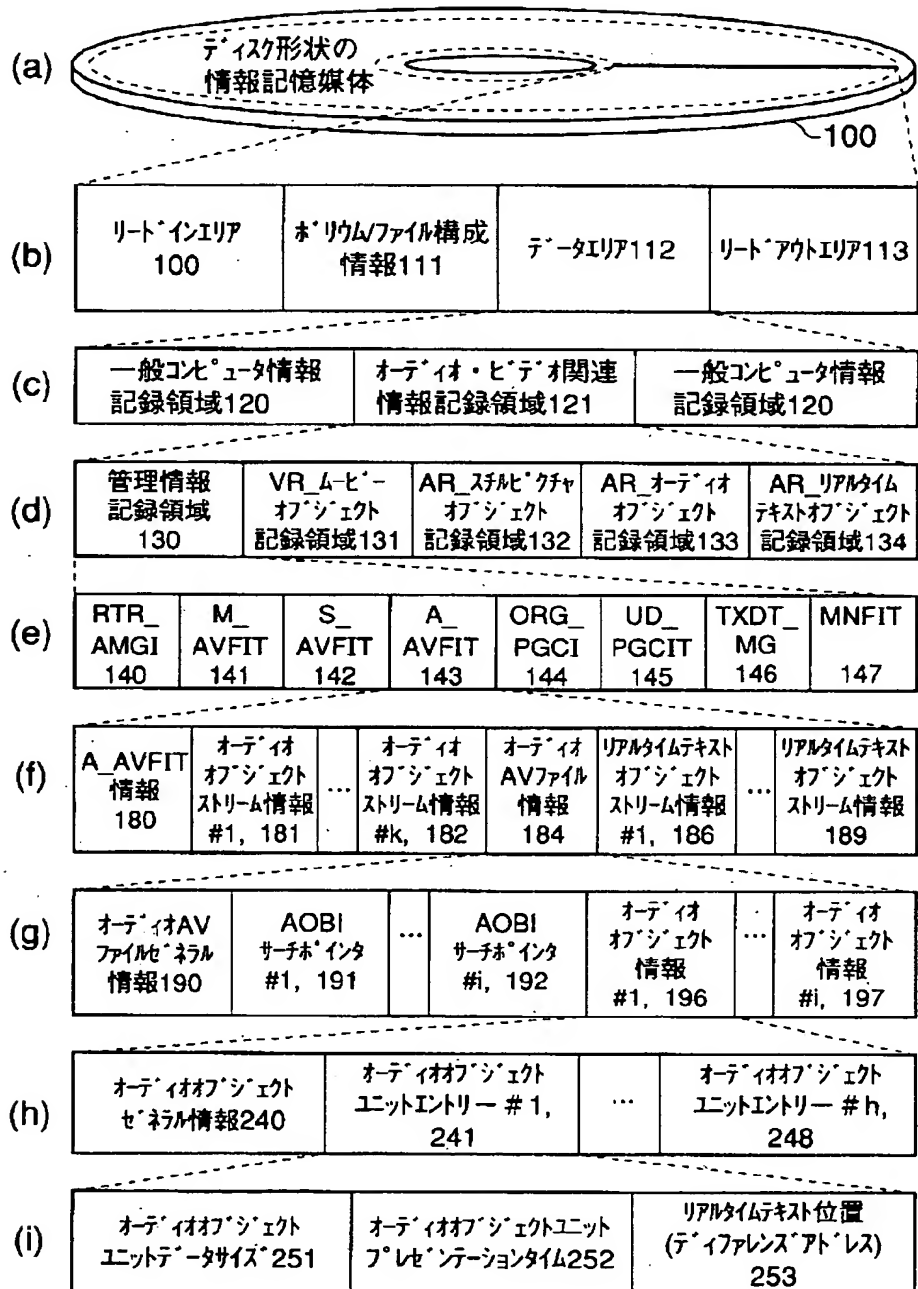 (a)
ディスク形状の
情報記憶媒体
100
(b)
リードインエリア
100
ボリウム/ファイル構成
情報111
データエリア112
リードアウトエリア113
(c)
一般コンピュータ情報
記録領域120
オーディオ・ビデオ関連
情報記録領域121
一般コンピュータ情報
記録領域120
(d)
管理情報
記録領域
130
VR_ムービー
オブジェクト
記録領域131
AR_スチルピクチャ
オブジェクト
記録領域132
AR_オーディオ
オブジェクト
記録領域133
AR_リアルタイム
テキストオブジェクト
記録領域134
(e)
RTR_
AMGI
140
M_
AVFIT
141
S_
AVFIT
142
A_
AVFIT
143
ORG_
PGCI
144
UD_
PGCIT
145
TXDT_
MG
146
MNFIT
147
(f)
A_AVFIT
情報
180
オーディオ
オブジェクト
ストリーム情報
#1, 181
…
オーディオ
オブジェクト
ストリーム情報
#k, 182
オーディオ
AVファイル
情報
184
リアルタイムテキスト
オブジェクト
ストリーム情報
#1, 186
…
リアルタイムテキスト
オブジェクト
ストリーム情報
189
(g)
オーディオAV
ファイルゼネラル
情報190
AOBI
サーチポインタ
#1, 191
…
AOBI
サーチポインタ
#i, 192
オーディオ
オブジェクト
情報
#1, 196
…
オーディオ
オブジェクト
情報
#i, 197
(h)
オーディオオブジェクト
ゼネラル情報240
オーディオオブジェクト
ユニットエントリー #1,
241
…
オーディオオブジェクト
ユニットエントリー #h,
248
(i)
オーディオオブジェクト
ユニットデータサイズ251
オーディオオブジェクトユニット
プレゼンテーションタイム252
リアルタイムテキスト位置
(ディファレンスアドレス)
253